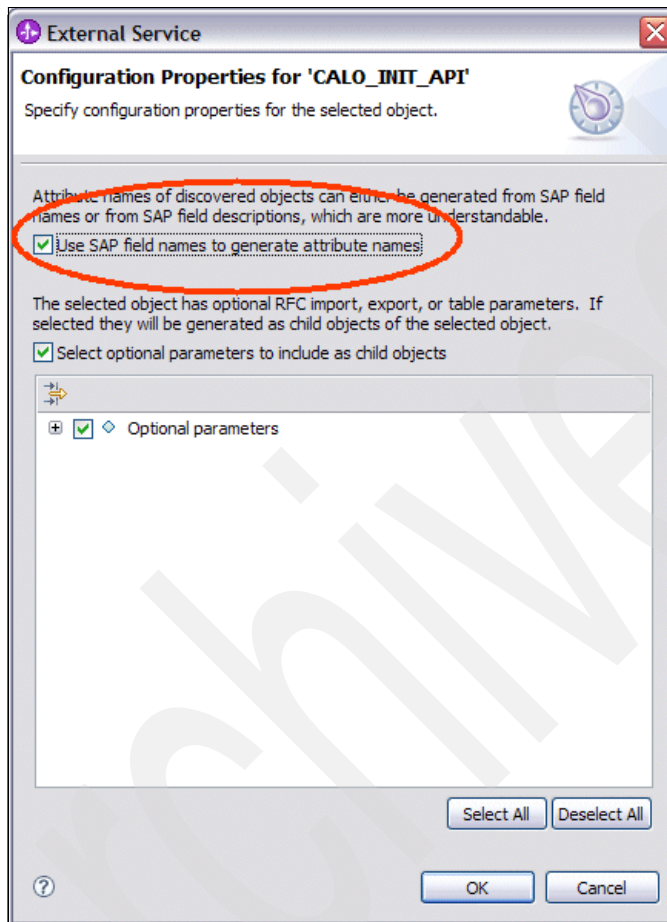 External Service
Configuration Properties for 'CALO_INIT_API'
Specify configuration properties for the selected object.
Attribute names of discovered objects can either be generated from SAP field
names or from SAP field descriptions, which are more understandable.
Use SAP field names to generate attribute names
The selected object has optional RFC import, export, or table parameters. If
selected they will be generated as child objects of the selected object.
Select optional parameters to include as child objects
Optional parameters
Select All Deselect All
OK Cancel